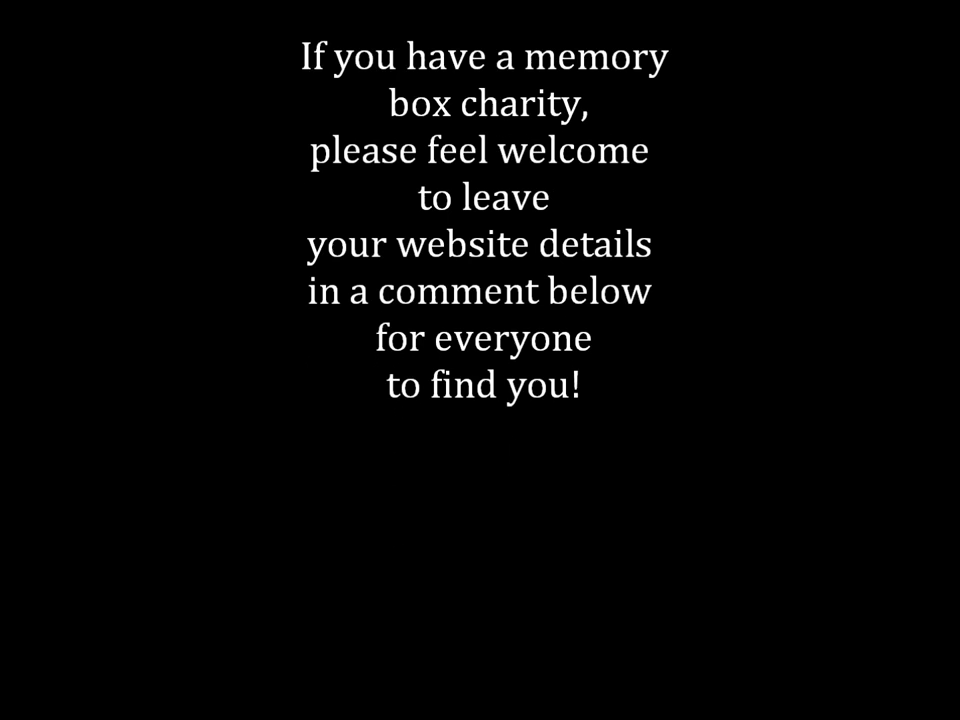 If you have a memory
box charity,
please feel welcome
to leave
your website details
in a comment below
for everyone
to find you!